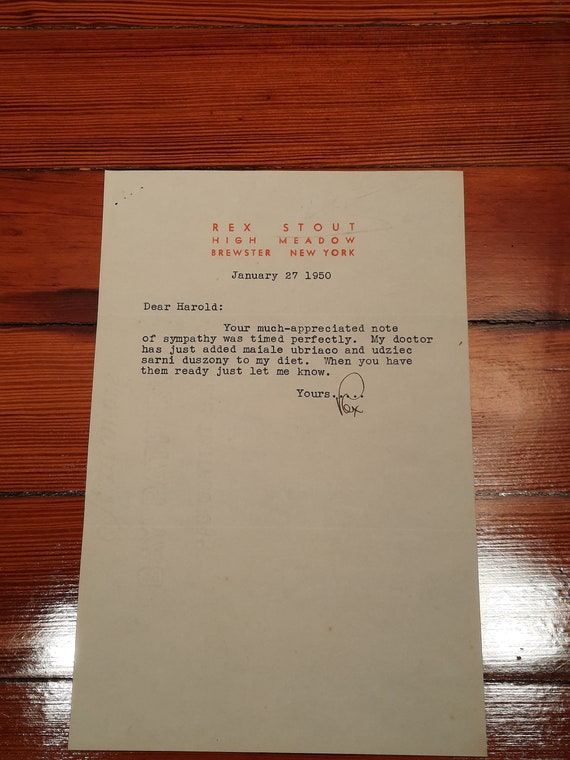 REX STOUT
HIGH MEADOW
BREWSTER NEW YORK
January 27 1950
Dear Harold:
Your much-appreciated note
of sympathy was timed perfectly. My doctor
has just added maiale ubriaco and udziec
sarni duszony to my diet. When you have
them ready just let me know.
Yours....
Rex